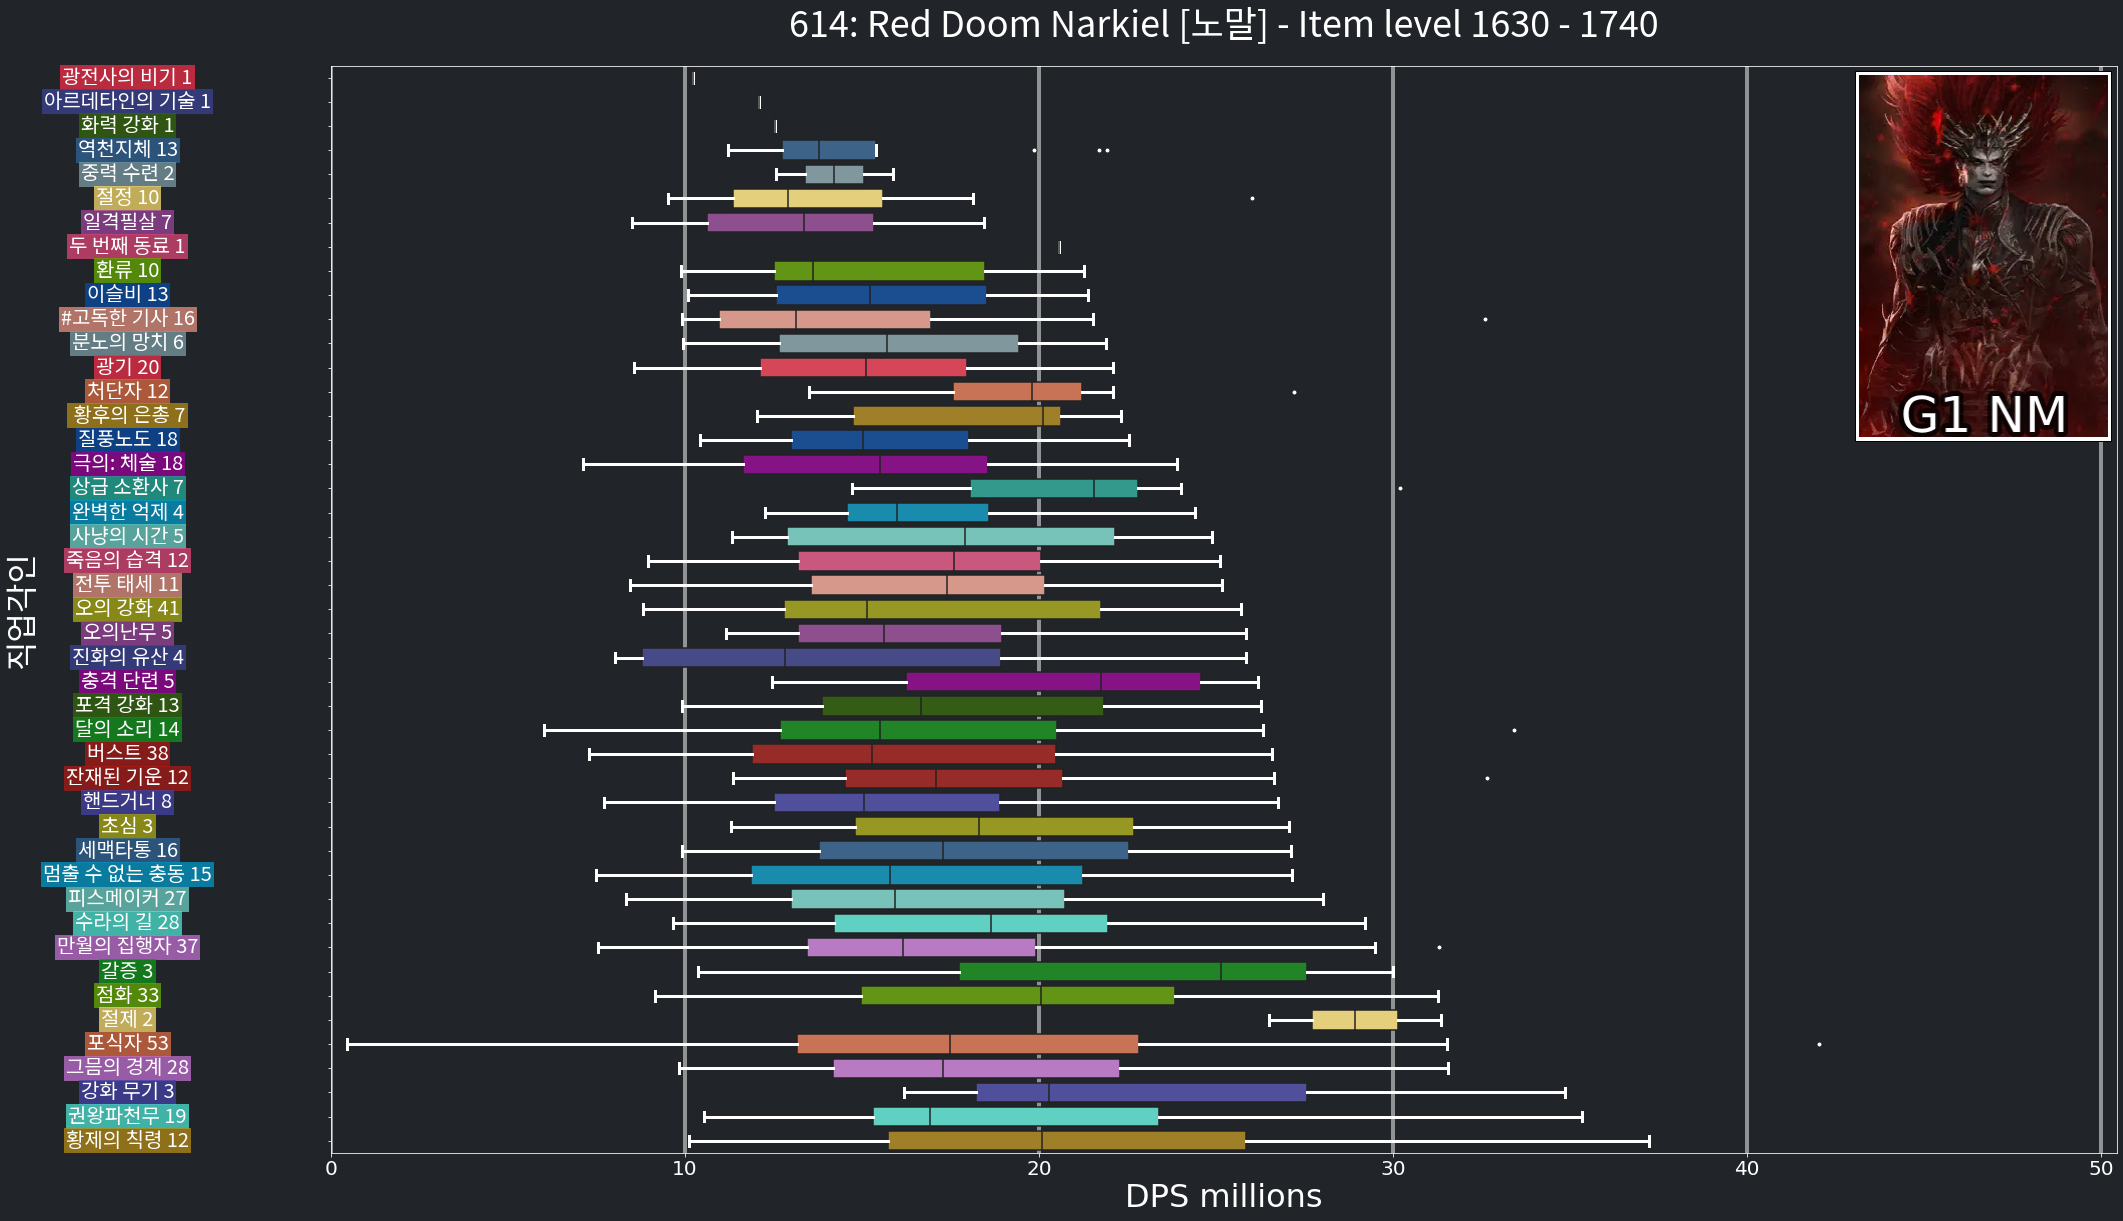 614: Red Doom Narkiel [노말] - Item level 1630 - 1740
직업각인
광전사의 비기 1
아르데타인의 기술 1
화력 강화 1
역천지체 13
중력 수련 2
절정 10
일격필살 7
두 번째 동료 1
환류 10
이슬비 13
#고독한 기사 16
분노의 망치 6
광기 20
처단자 12
황후의 은총 7
질풍노도 18
극의: 체술 18
상급 소환사 7
완벽한 억제 4
사냥의 시간 5
죽음의 습격 12
전투 태세 11
오의 강화 41
오의난무 5
진화의 유산 4
충격 단련 5
포격 강화 13
달의 소리 14
버스트 38
잔재된 기운 12
핸드거너 8
초심 3
세맥타통 16
멈출 수 없는 충동 15
피스메이커 27
수라의 길 28
만월의 집행자 37
갈증 3
점화 33
절제 2
포식자 53
그믐의 경계 28
강화 무기 3
권왕파천무 19
황제의 칙령 12
G1 NM
0 10 20 30 40 50
DPS millions